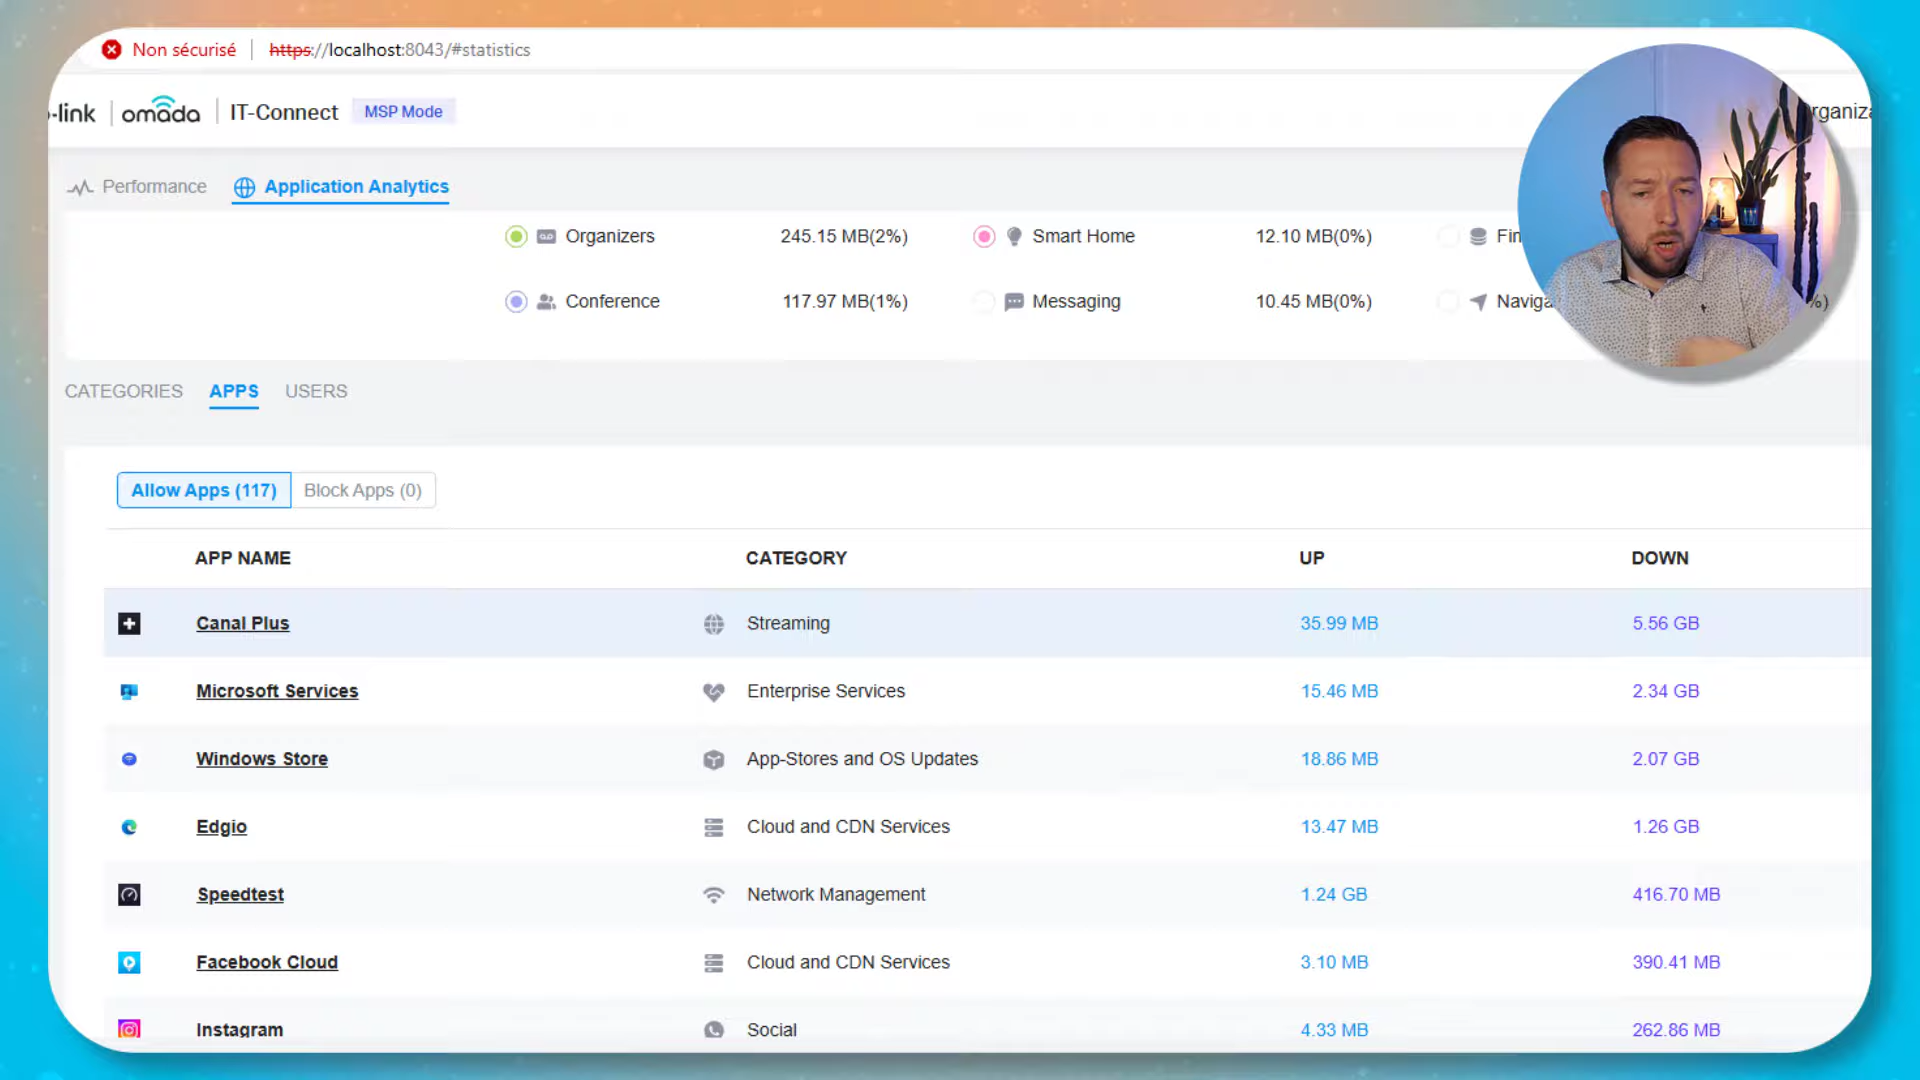 Non sécurisé https://localhost:8043/#statistics
-link omada IT-Connect MSP Mode
Performance Application Analytics
Organizers 245.15 MB(2%) Smart Home 12.10 MB(0%)
Conference 117.97 MB(1%) Messaging 10.45 MB(0%)
CATEGORIES APPS USERS
Allow Apps (117) Block Apps (0)
APP NAME CATEGORY UP DOWN
Canal Plus Streaming 35.99 MB 5.56 GB
Microsoft Services Enterprise Services 15.46 MB 2.34 GB
Windows Store App-Stores and OS Updates 18.86 MB 2.07 GB
Edgio Cloud and CDN Services 13.47 MB 1.26 GB
Speedtest Network Management 1.24 GB 416.70 MB
Facebook Cloud Cloud and CDN Services 3.10 MB 390.41 MB
Instagram Social 4.33 MB 262.86 MB